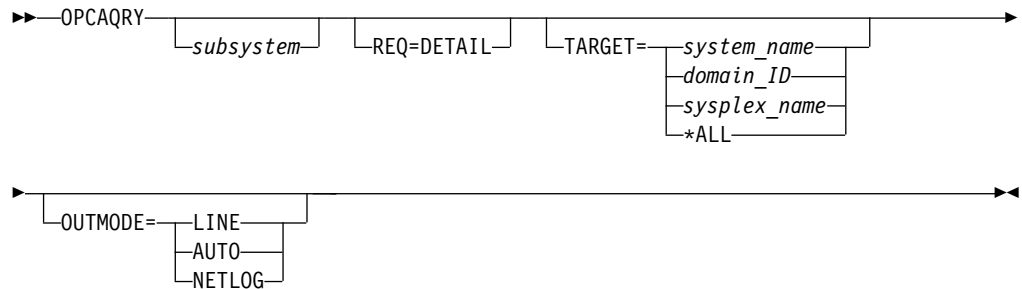 OPCAQRY
subsystem
REQ=DETAIL
TARGET=
system_name
domain_ID
sysplex_name
*ALL
OUTMODE=
LINE
AUTO
NETLOG